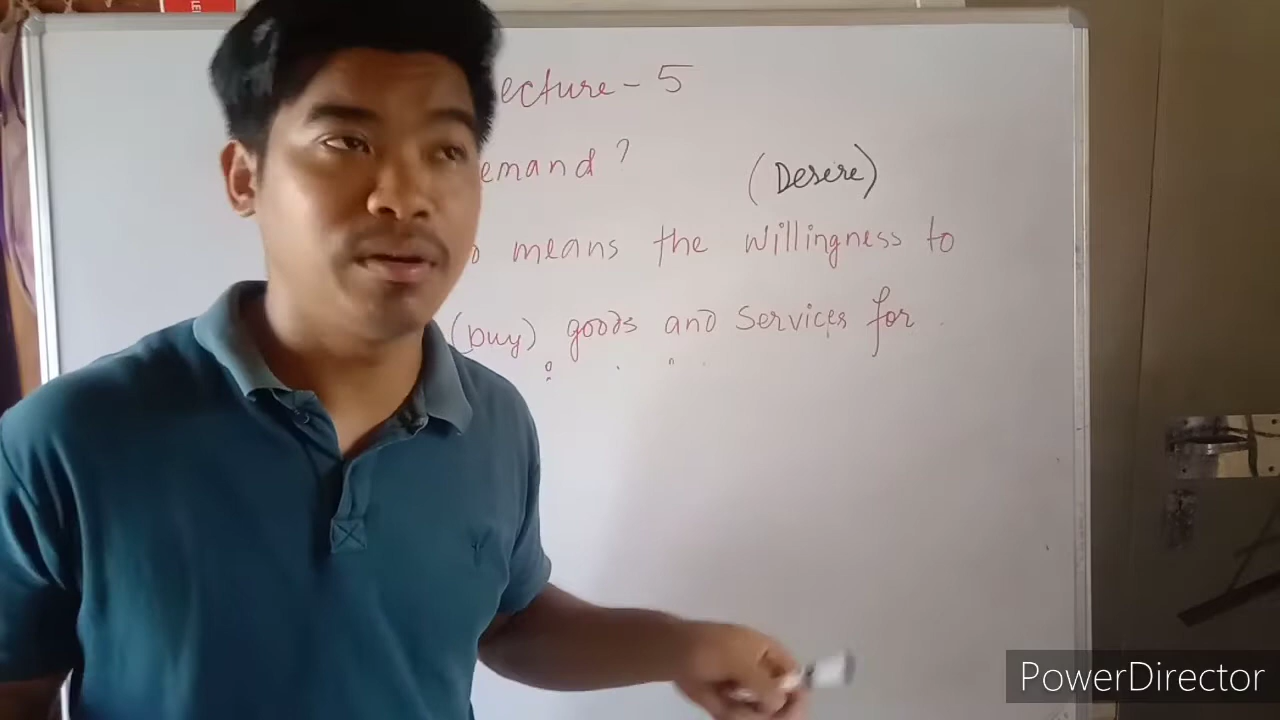 ecture - 5
emand ?
(Desire)
means the willingness to
(buy) goods and services for
PowerDirector